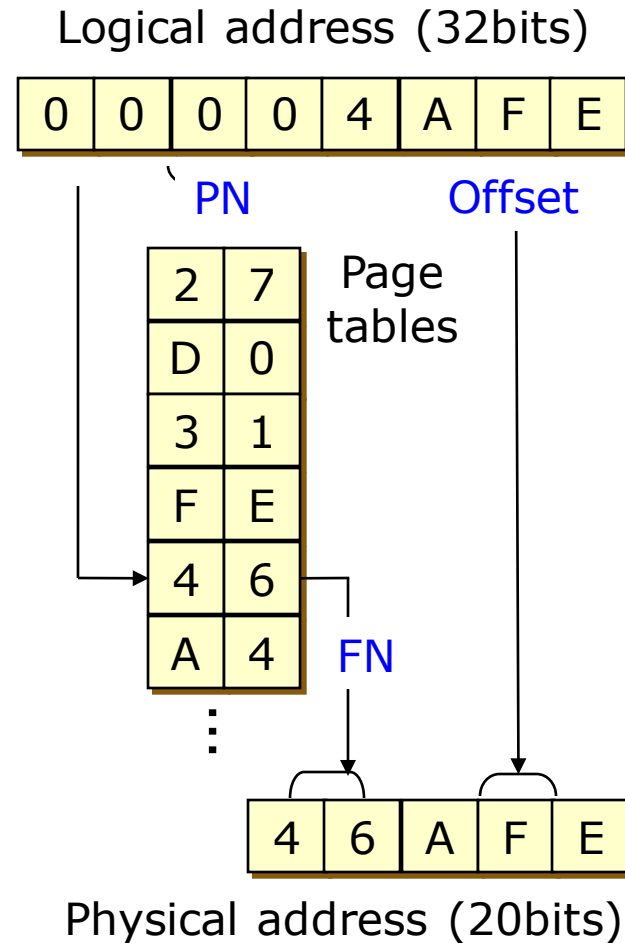 Logical address (32bits)
0 0 0 0 4 A F E
PN Offset
2 7
Page
tables
D 0
3 1
F E
4 6
A 4
FN
⋮
4 6 A F E
Physical address (20bits)